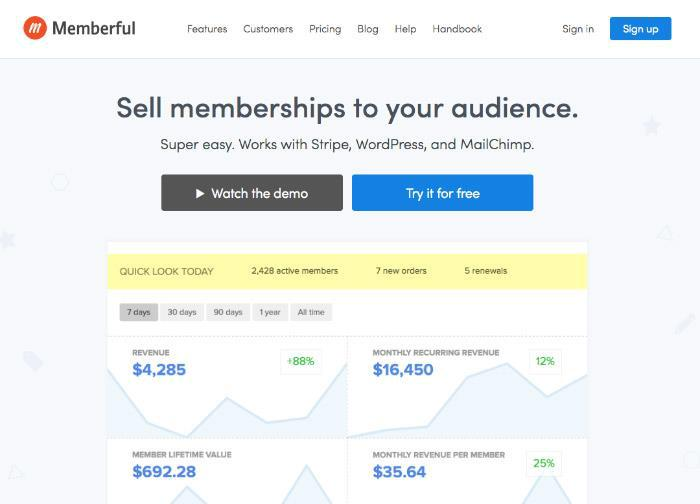 m Memberful Features Customers Pricing Blog Help Handbook Sign in Sign up
Sell memberships to your audience.
Super easy. Works with Stripe, WordPress, and MailChimp.
Watch the demo Try it for free
QUICK LOOK TODAY 2,428 active members 7 new orders 5 renewals
7 days 30 days 90 days 1 year All time
REVENUE
$4,285
+88%
MONTHLY RECURRING REVENUE
$16,450
12%
MEMBER LIFETIME VALUE
$692.28
MONTHLY REVENUE PER MEMBER
$35.64
25%